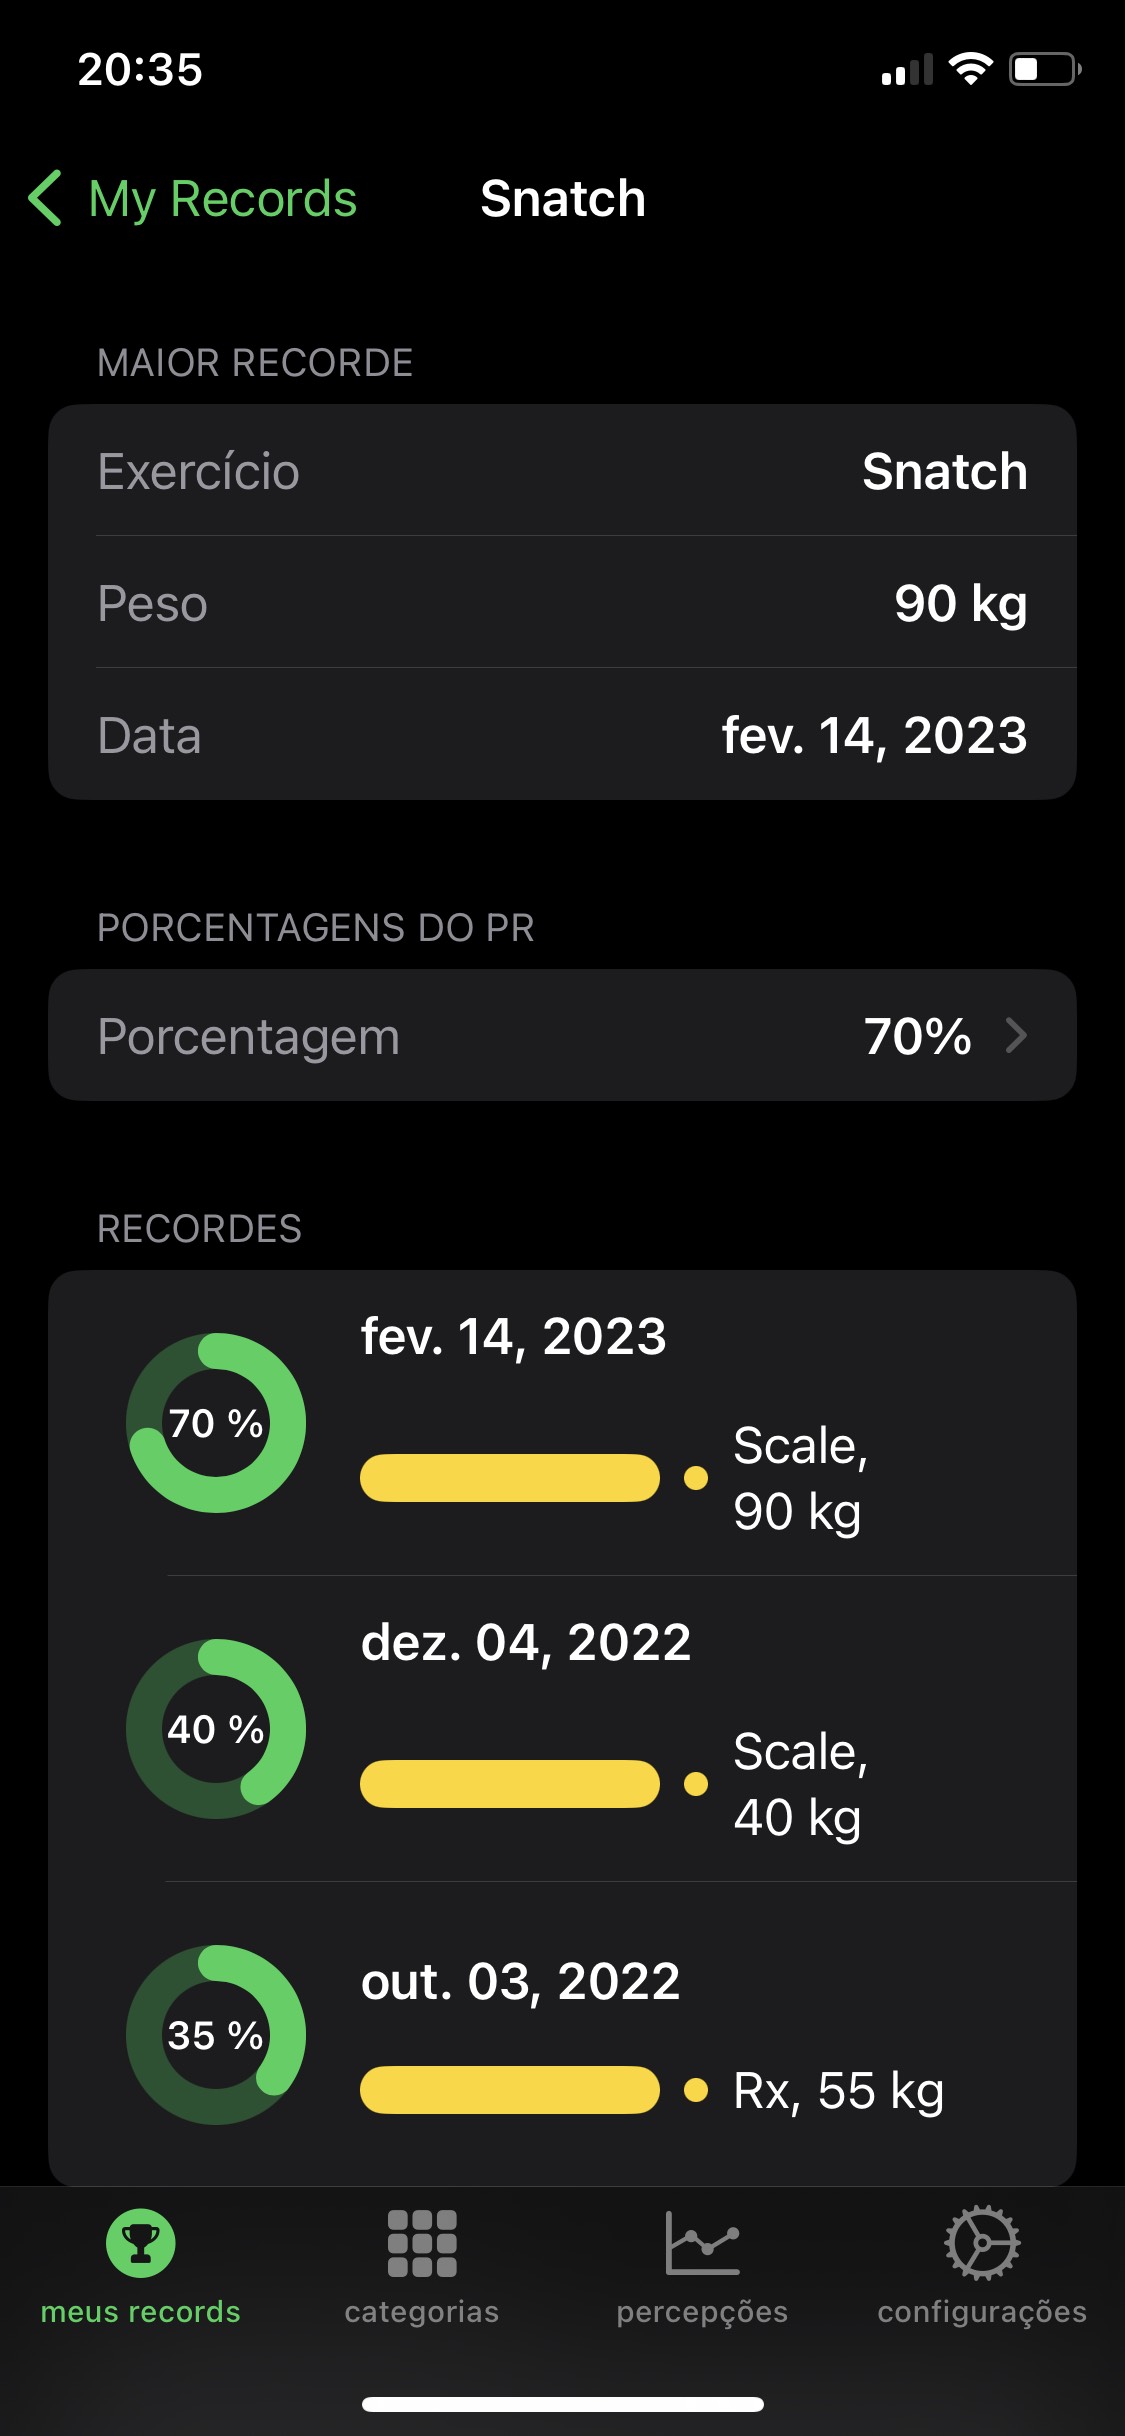 20:35
My Records
Snatch
MAIOR RECORDE
Exercício
Snatch
Peso
90 kg
Data
fev. 14, 2023
PORCENTAGENS DO PR
Porcentagem
70%
RECORDES
fev. 14, 2023
70 %
Scale,
90 kg
dez. 04, 2022
40 %
Scale,
40 kg
out. 03, 2022
35 %
Rx, 55 kg
meus records
categorias
percepções
configurações